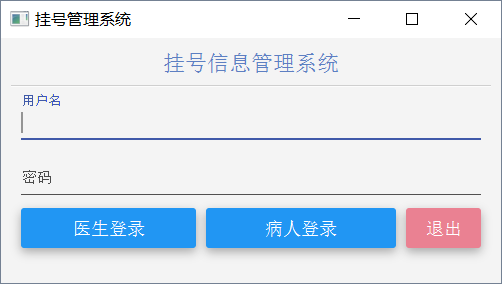 挂号管理系统
挂号信息管理系统
用户名
密码
医生登录 病人登录 退出